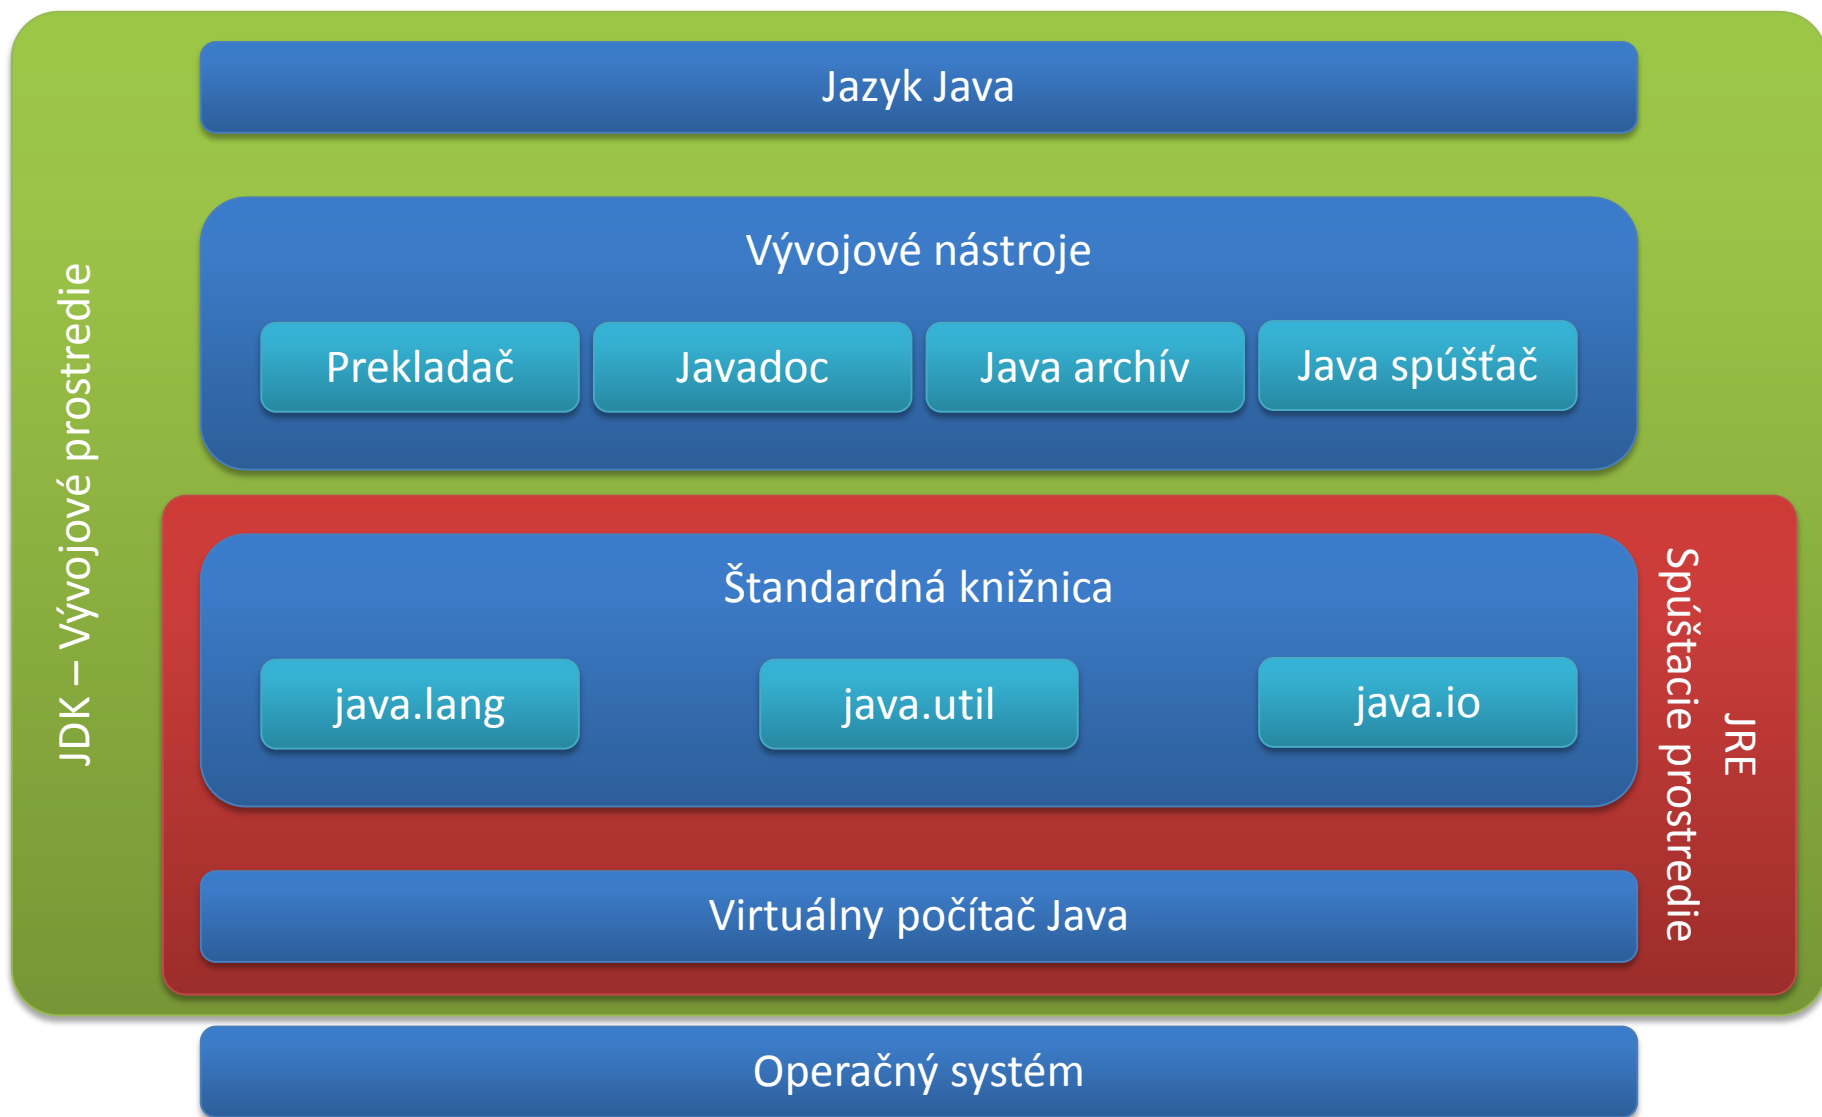 Jazyk Java
Vývojové nástroje
Prekladač
Javadoc
Java archív
Java spúšťač
JDK – Vývojové prostredie
Štandardná knižnica
java.lang
java.util
java.io
JRE
Spúšťacie prostredie
Virtuálny počítač Java
Operačný systém